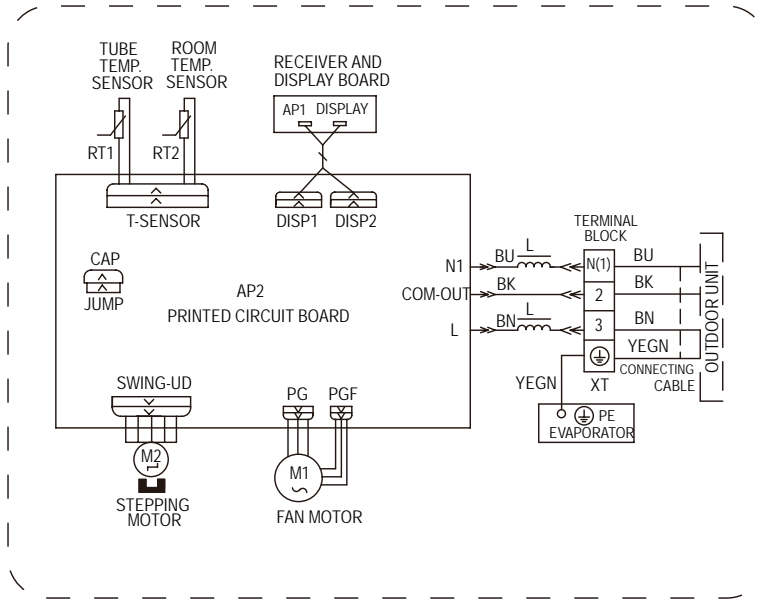 TUBE
TEMP.
SENSOR
ROOM
TEMP.
SENSOR
RECEIVER AND
DISPLAY BOARD
AP1 DISPLAY
RT1
RT2
T-SENSOR
DISP1
DISP2
CAP
JUMP
AP2
PRINTED CIRCUIT BOARD
N1
COM-OUT
L
BU
L
BK
BN
L
TERMINAL
BLOCK
N(1)
2
3
XT
BU
BK
BN
YEGN
CONNECTING
CABLE
OUTDOOR UNIT
YEGN
PE
EVAPORATOR
SWING-UD
M2
STEPPING
MOTOR
PG
PGF
M1
FAN MOTOR